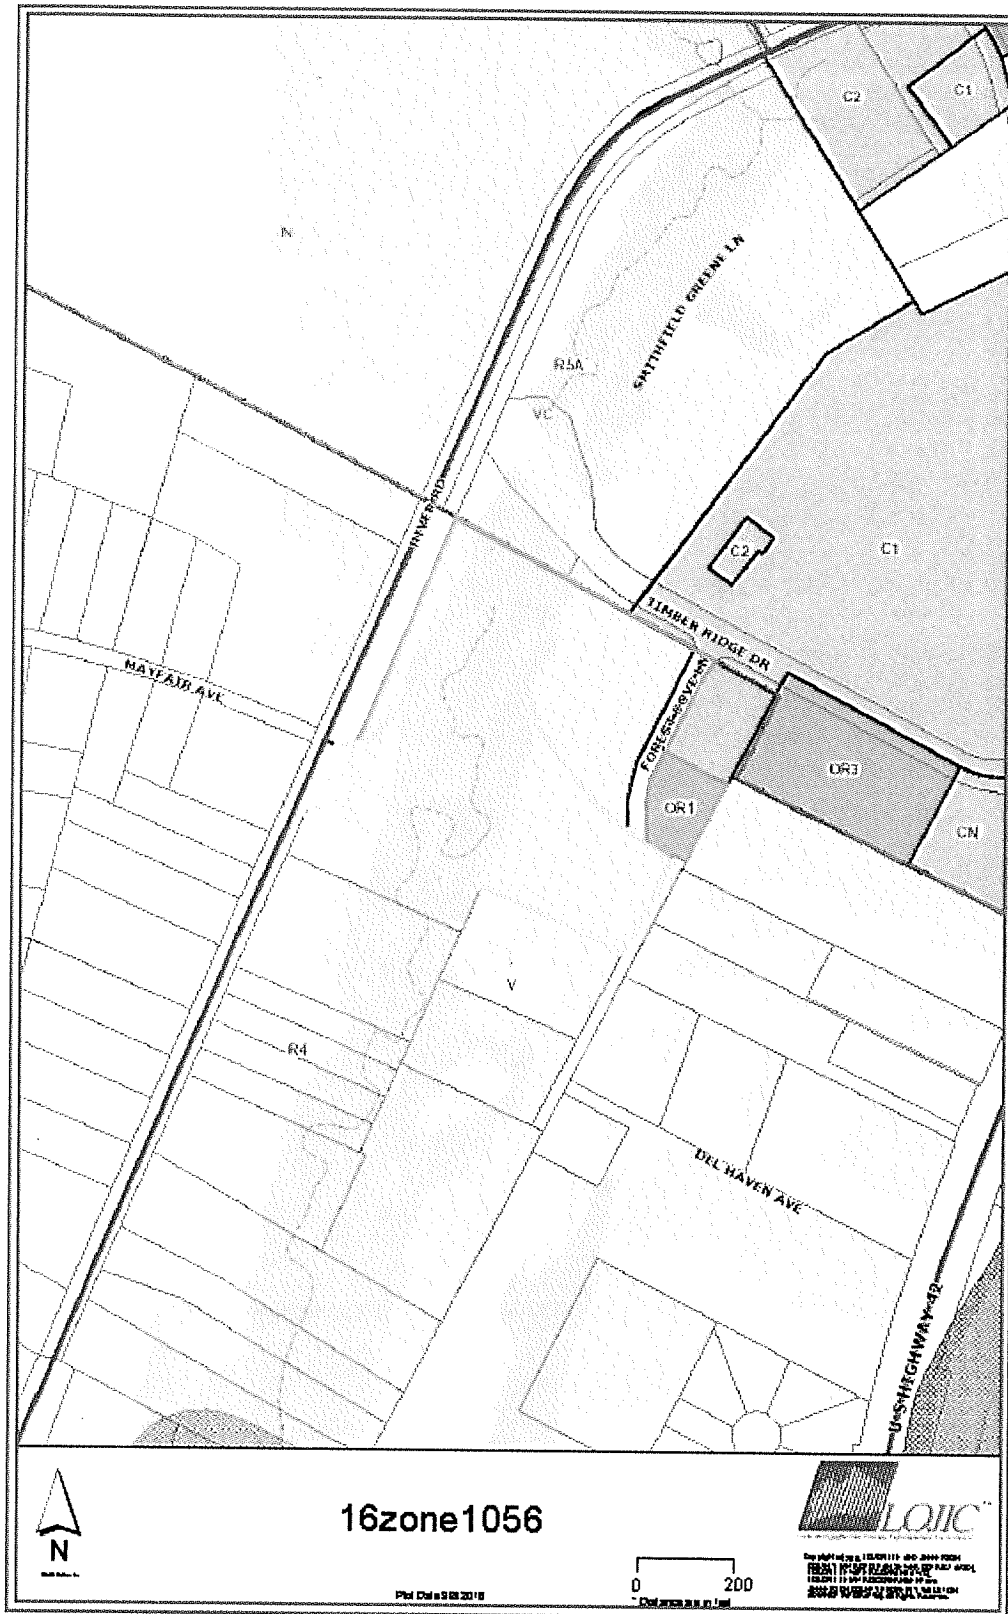 C2
C1
N
SMITHFIELD GREENE LN
R5A
VC
RIVER RD
C2
C1
TIMBER RIDGE DR
MAYFAIR AVE
OR3
OR1
CN
V
R4
DEL HAVEN AVE
U S HIGHWAY 42
N
16zone1056
LOJIC
0
200